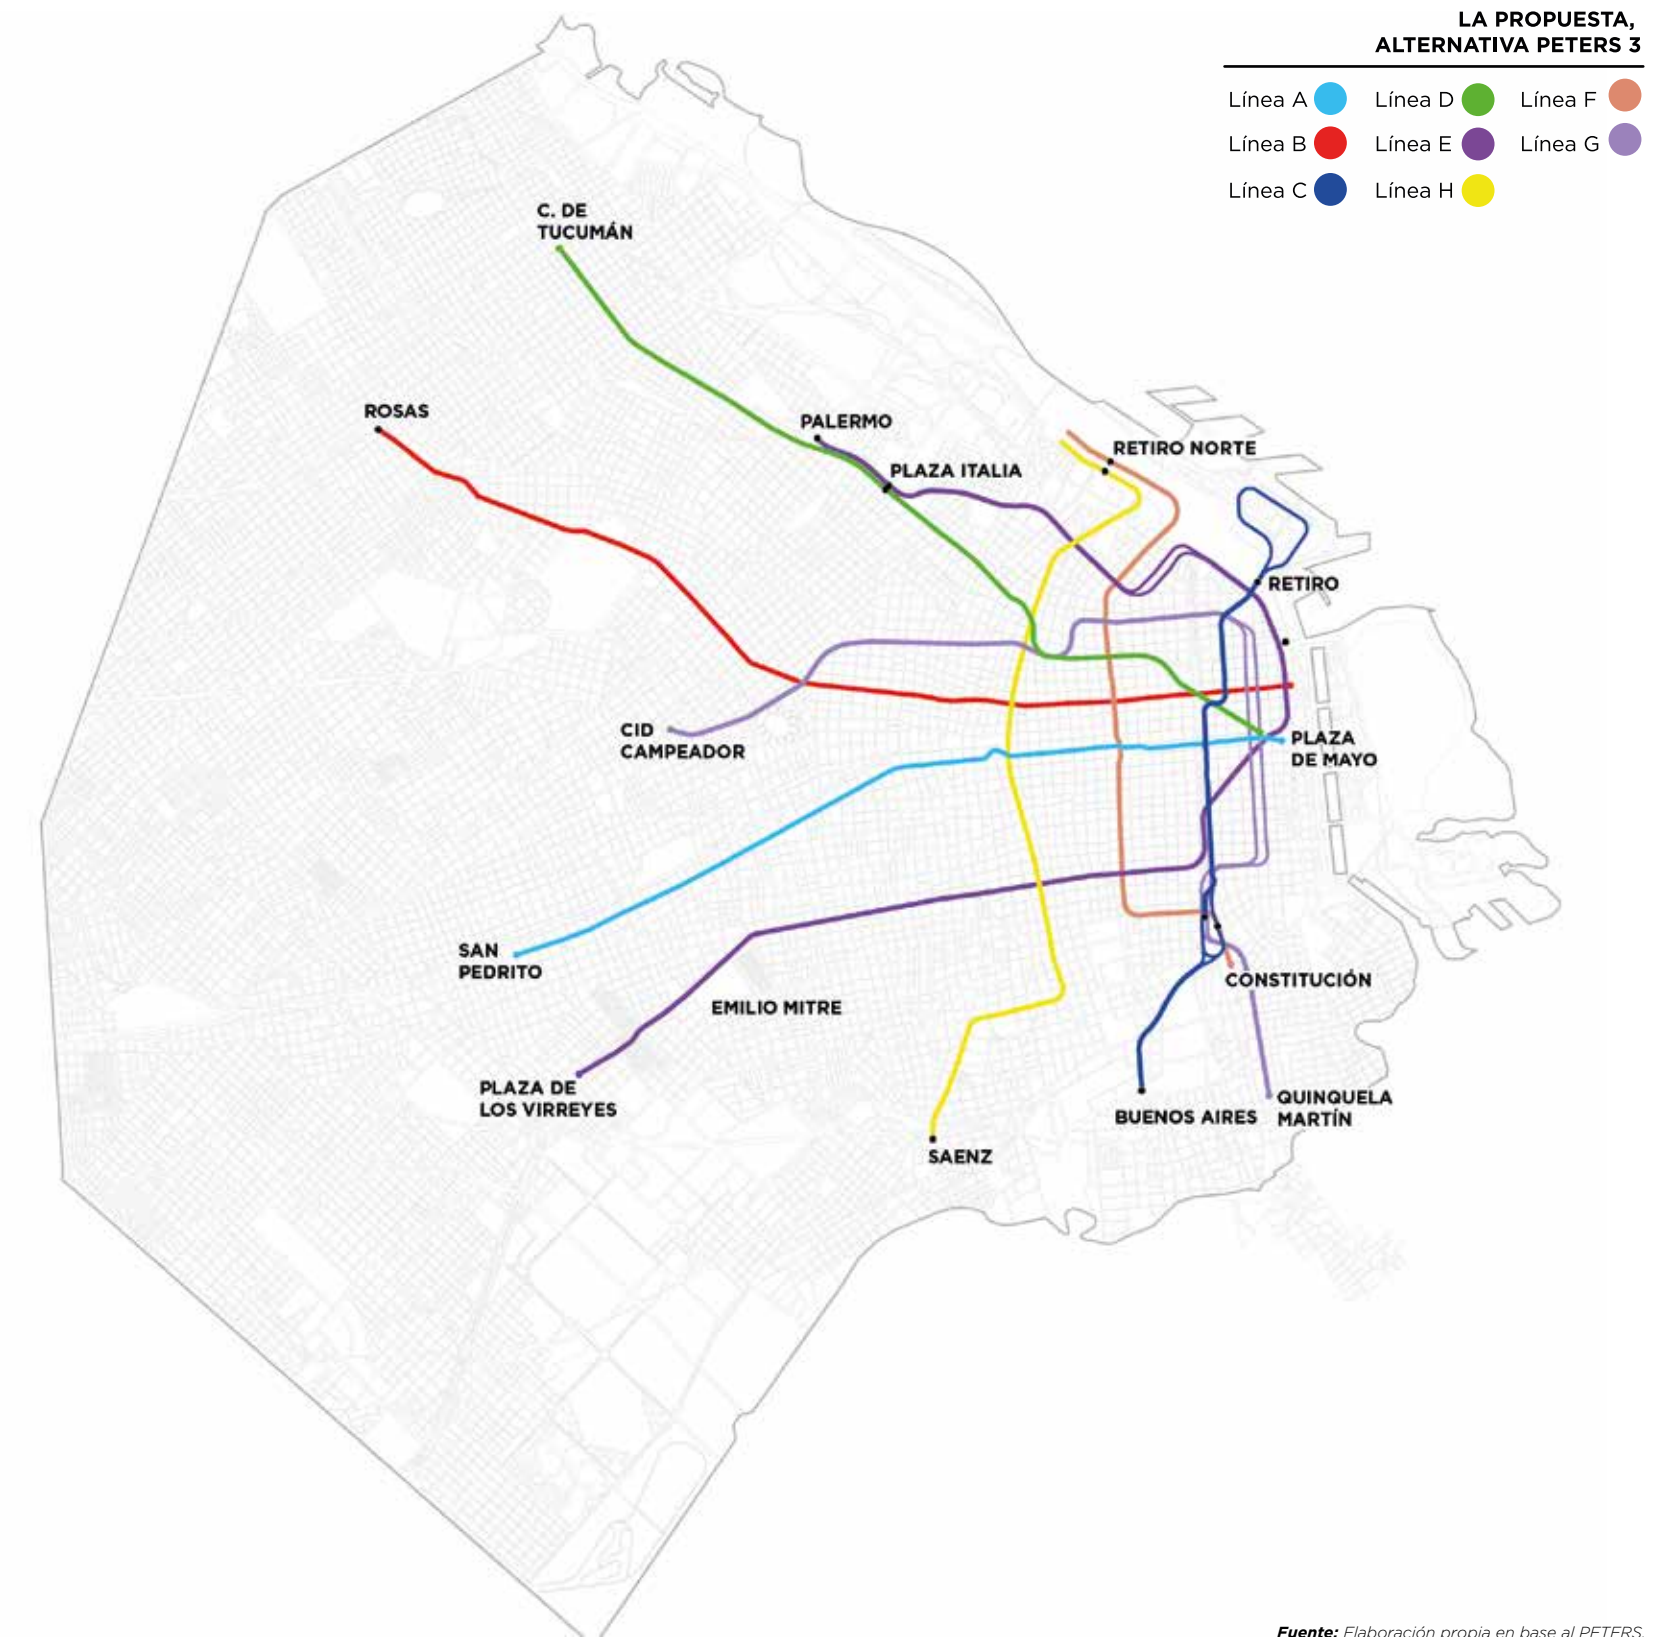 LA PROPUESTA,
ALTERNATIVA PETERS 3
Línea A
Línea D
Línea F
Línea B
Línea E
Línea G
Línea C
Línea H
C. DE
TUCUMÁN
ROSAS
PALERMO
PLAZA ITALIA
RETIRO NORTE
RETIRO
CID
CAMPEADOR
PLAZA
DE MAYO
SAN
PEDRITO
EMILIO MITRE
CONSTITUCIÓN
PLAZA DE
LOS VIRREYES
BUENOS AIRES
QUINQUELA
MARTÍN
SAENZ
Fuente: Elaboración propia en base al PETERS.